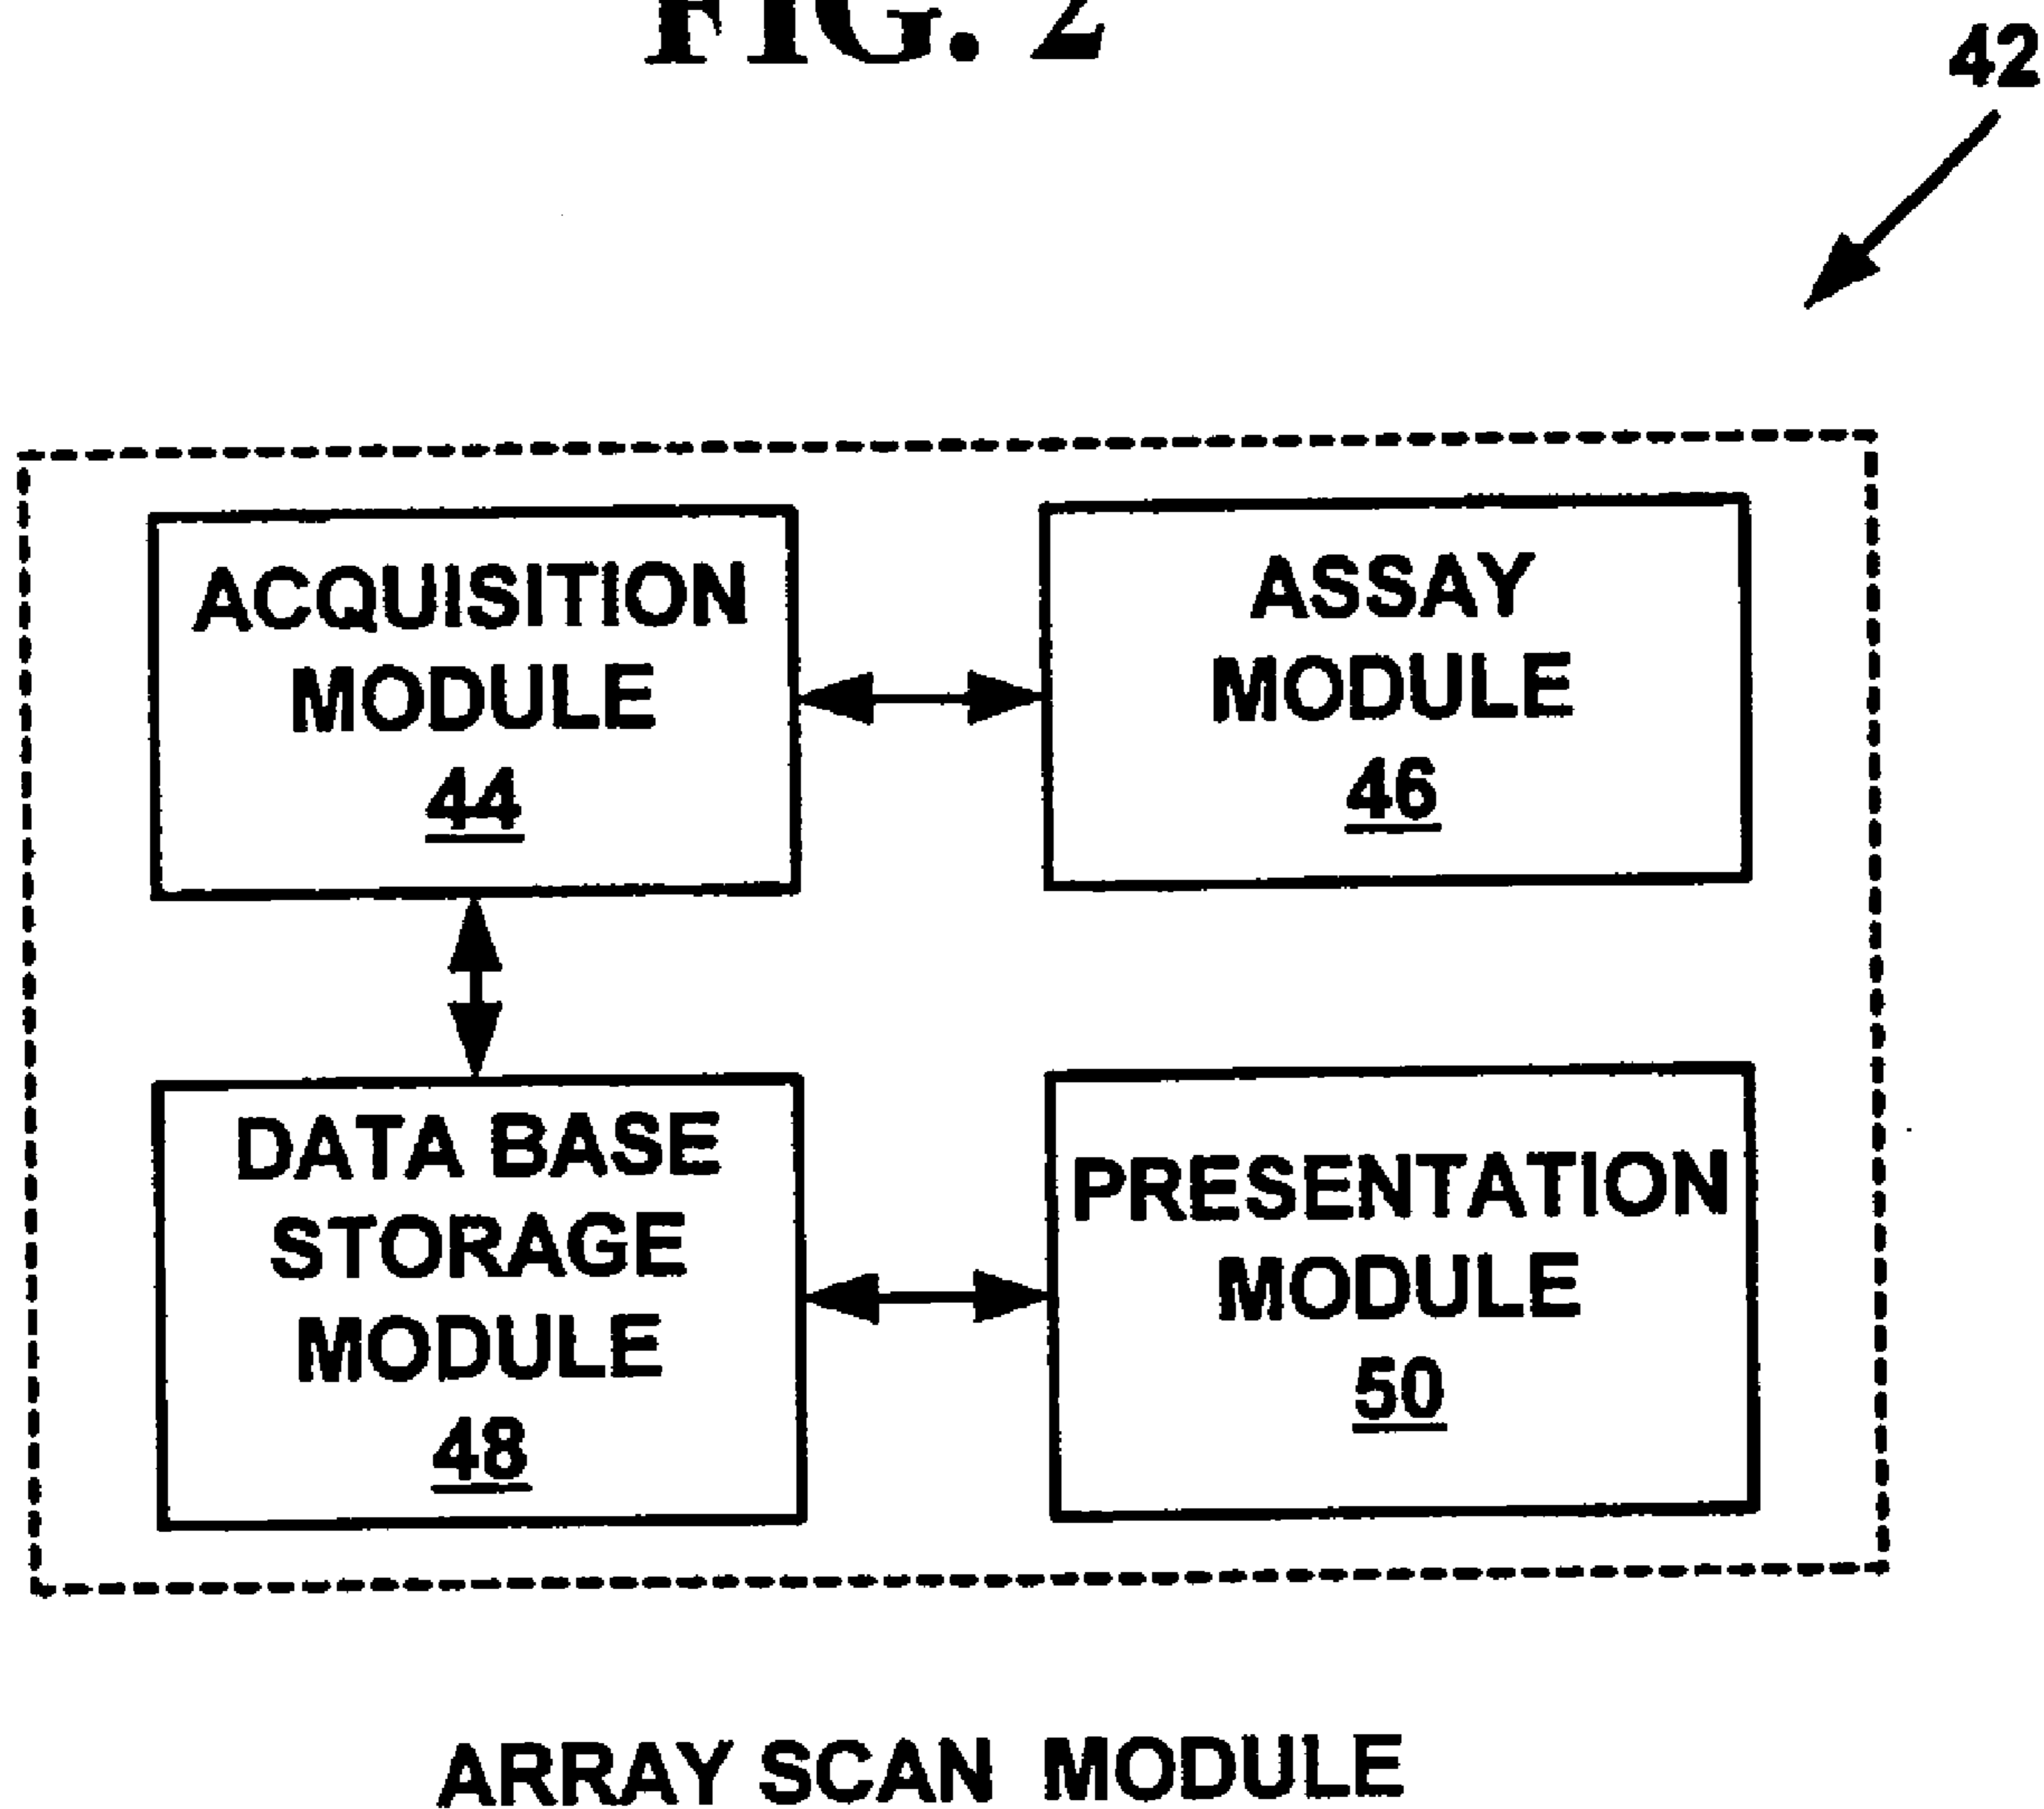 FIG. 2
42
ACQUISITION
MODULE
44
ASSAY
MODULE
46
DATA BASE
STORAGE
MODULE
48
PRESENTATION
MODULE
50
ARRAY SCAN MODULE